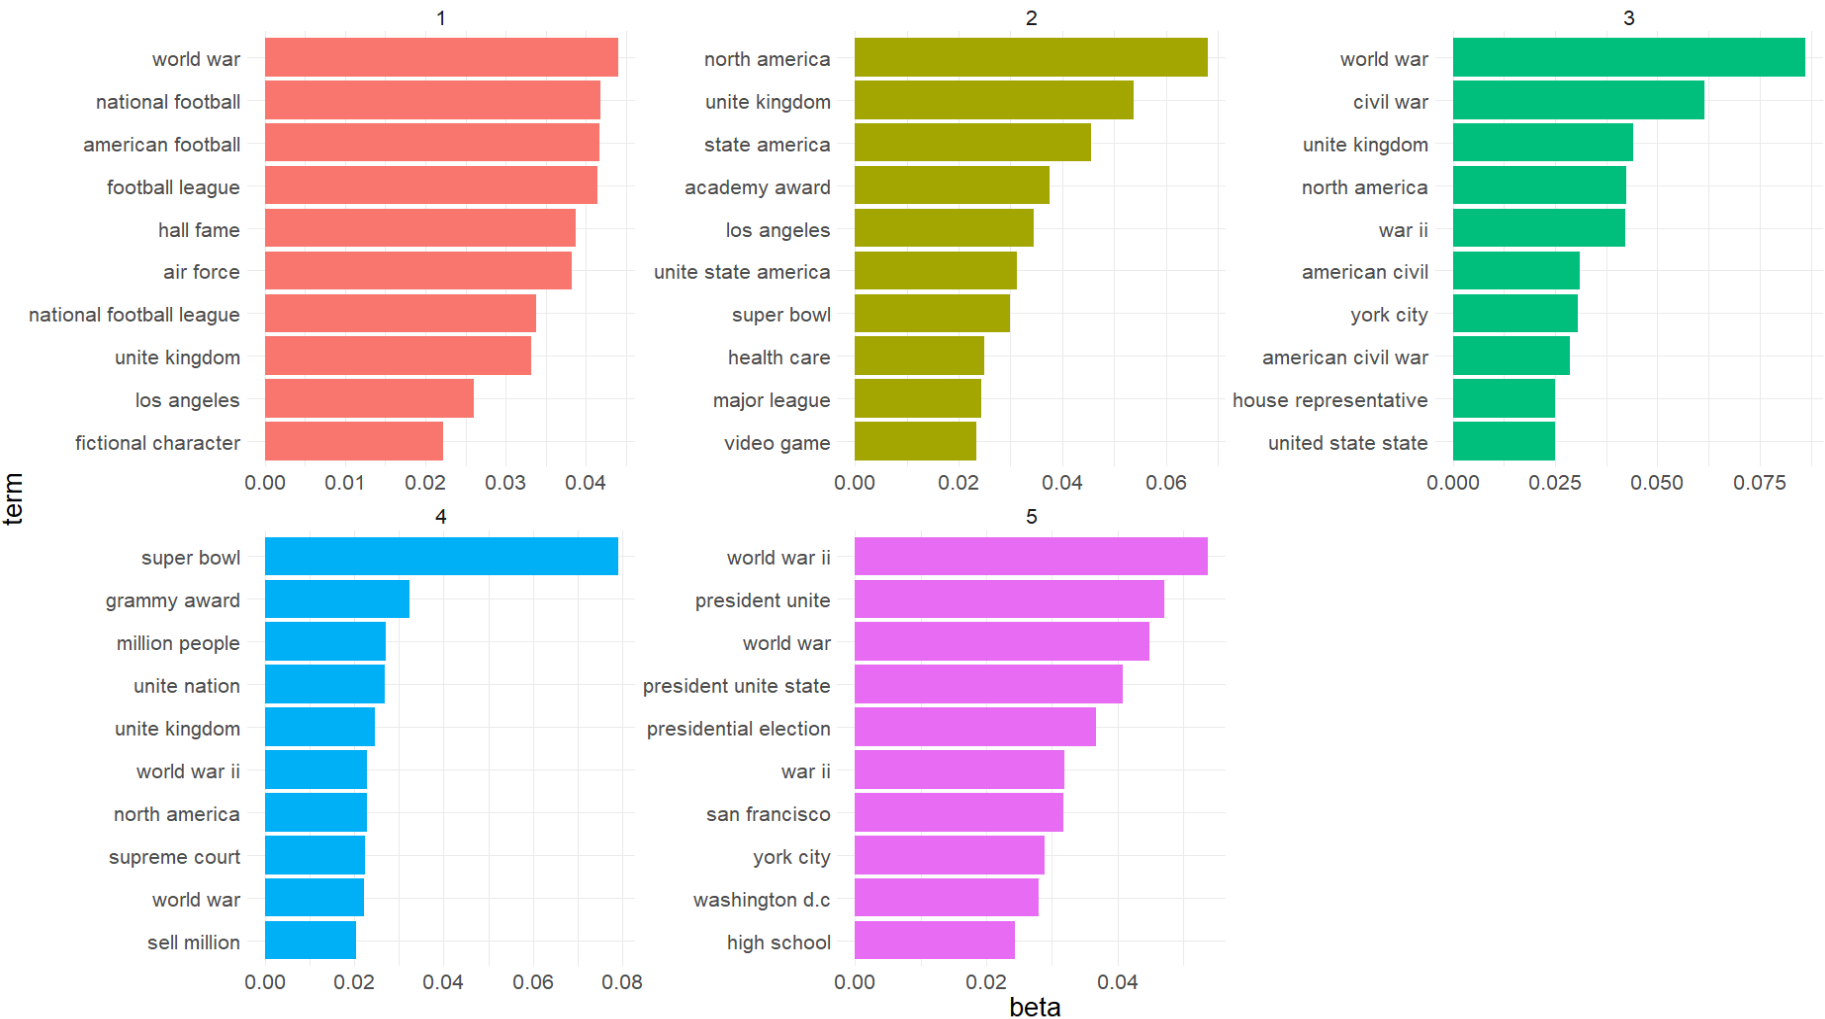 1
world war
national football
american football
football league
hall fame
air force
national football league
unite kingdom
los angeles
fictional character
0.00 0.01 0.02 0.03 0.04
2
north america
unite kingdom
state america
academy award
los angeles
unite state america
super bowl
health care
major league
video game
0.00 0.02 0.04 0.06
3
world war
civil war
unite kingdom
north america
war ii
american civil
york city
american civil war
house representative
united state state
0.000 0.025 0.050 0.075
term
4
super bowl
grammy award
million people
unite nation
unite kingdom
world war ii
north america
supreme court
world war
sell million
0.00 0.02 0.04 0.06 0.08
5
world war ii
president unite
world war
president unite state
presidential election
war ii
san francisco
york city
washington d.c
high school
0.00 0.02 0.04
beta